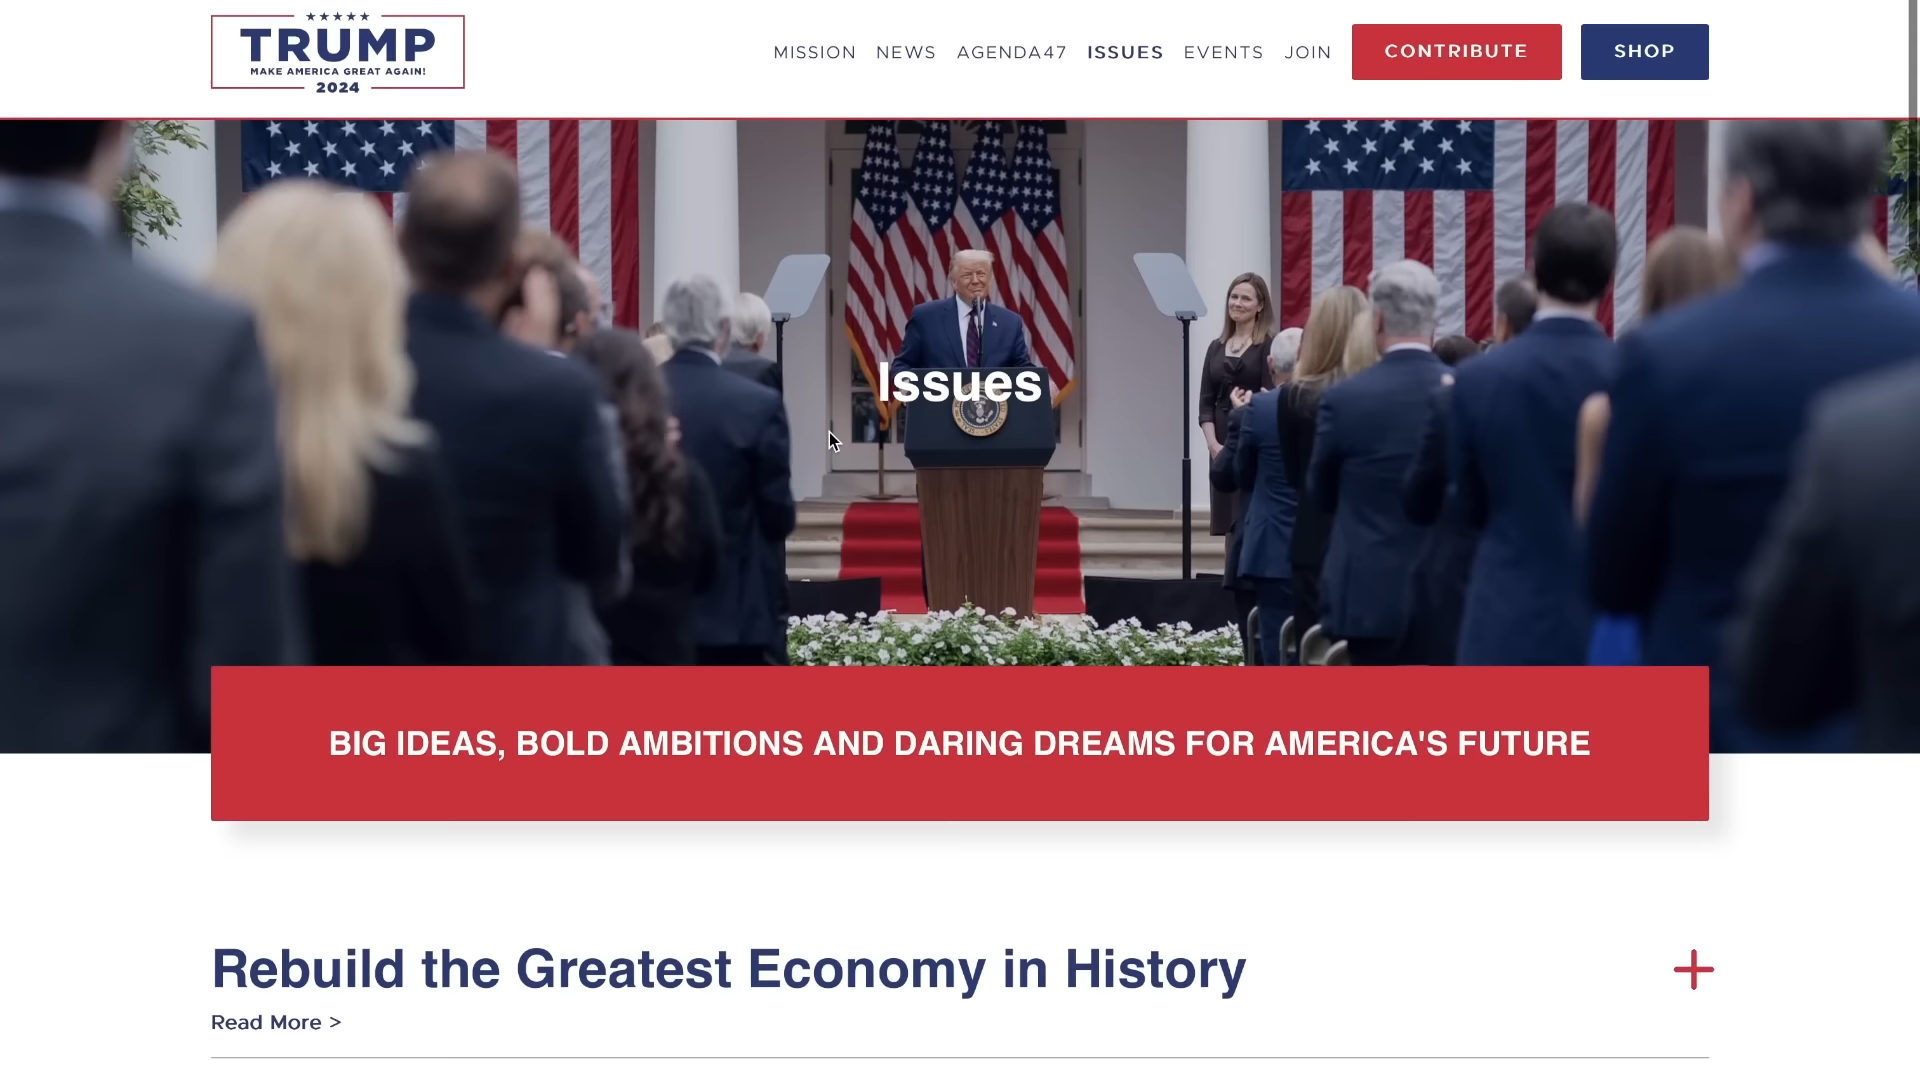 TRUMP
MAKE AMERICA GREAT AGAIN!
2024
MISSION NEWS AGENDA47 ISSUES EVENTS JOIN CONTRIBUTE SHOP
Issues
BIG IDEAS, BOLD AMBITIONS AND DARING DREAMS FOR AMERICA'S FUTURE
Rebuild the Greatest Economy in History
Read More >